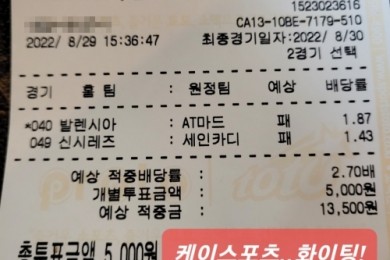 1523023616
CA13-10BE-7179-510
2022/ 8/29 15:36:47 최종경기일자:2022/ 8/30
2경기 선택
경기 홈 팀 : 원정팀 예상 배당률
*040 발렌시아 : AT마드 패 1.87
049 신시레즈 : 세인카디 패 1.43
예상 적중배당률 : 2.70배
개별투표금액 : 5,000원
예상 적중금 : 13,500원
총투표금액 5,000원
케이스포츠..화이팅!